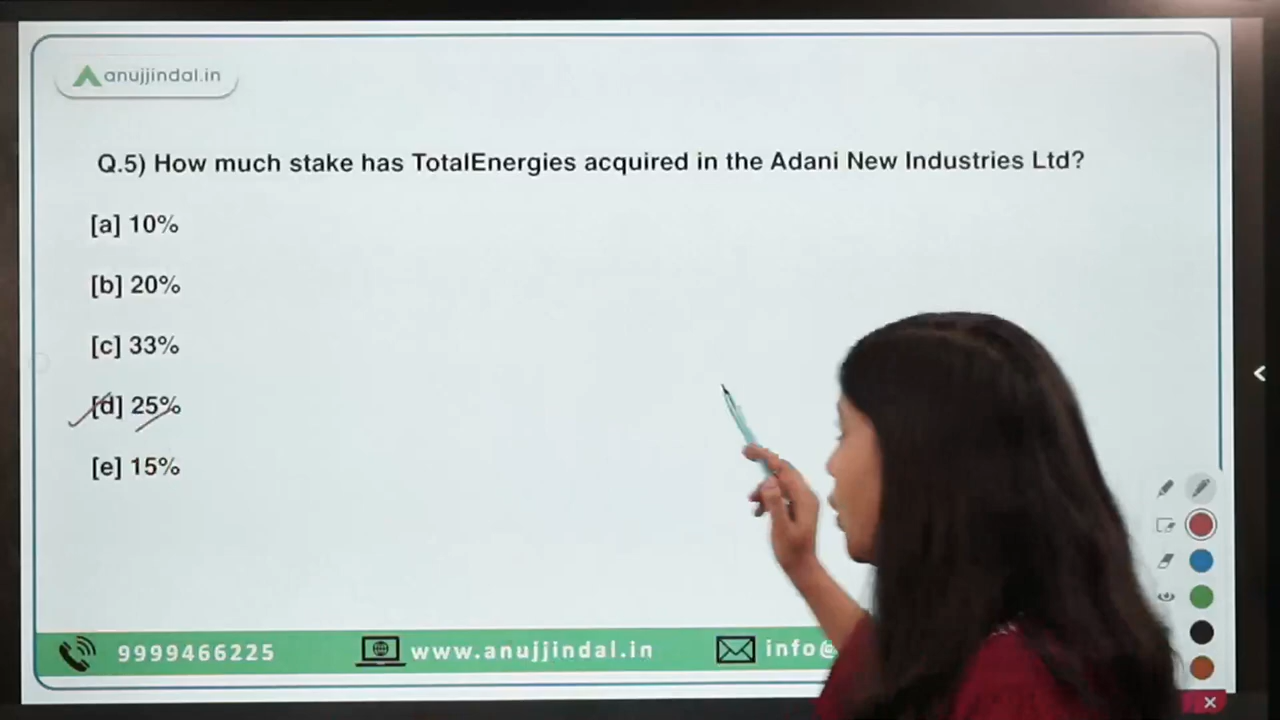 anujjindal.in
Q.5) How much stake has TotalEnergies acquired in the Adani New Industries Ltd?
[a] 10%
[b] 20%
[c] 33%
[d] 25%
[e] 15%
9999466225
www.anujjindal.in
info@